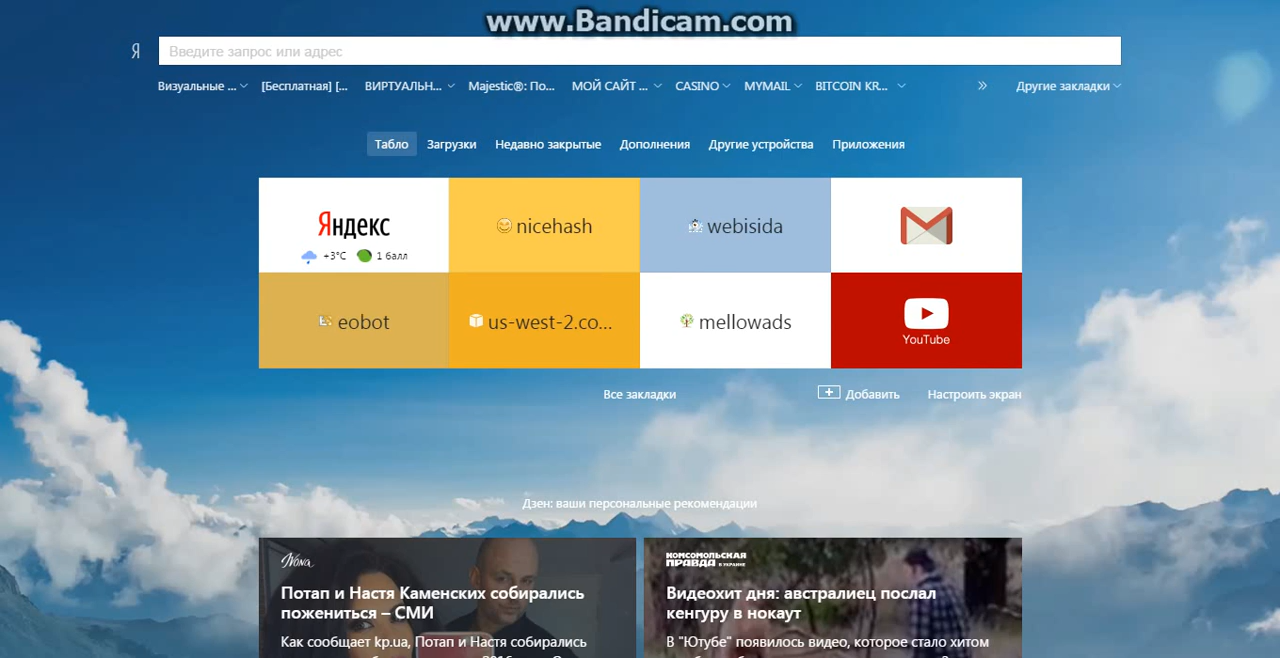 www.Bandicam.com
Я
Введите запрос или адрес
Визуальные ... [Бесплатная] [... ВИРТУАЛЬН... Majestic®: По... МОЙ САЙТ ... CASINO MYMAIL BITCOIN KR... » Другие закладки
Табло Загрузки Недавно закрытые Дополнения Другие устройства Приложения
Яндекс
+3°C 1 балл
nicehash
webisida
eobot
us-west-2.co...
mellowads
YouTube
Все закладки
Добавить
Настроить экран
Дзен: ваши персональные рекомендации
Nona
Потап и Настя Каменских собирались
пожениться – СМИ
Как сообщает kp.ua, Потап и Настя собирались
КОМСОМОЛЬСКАЯ
ПРАВДА В УКРАИНЕ
Видеохит дня: австралиец послал
кенгуру в нокаут
В "Ютубе" появилось видео, которое стало хитом